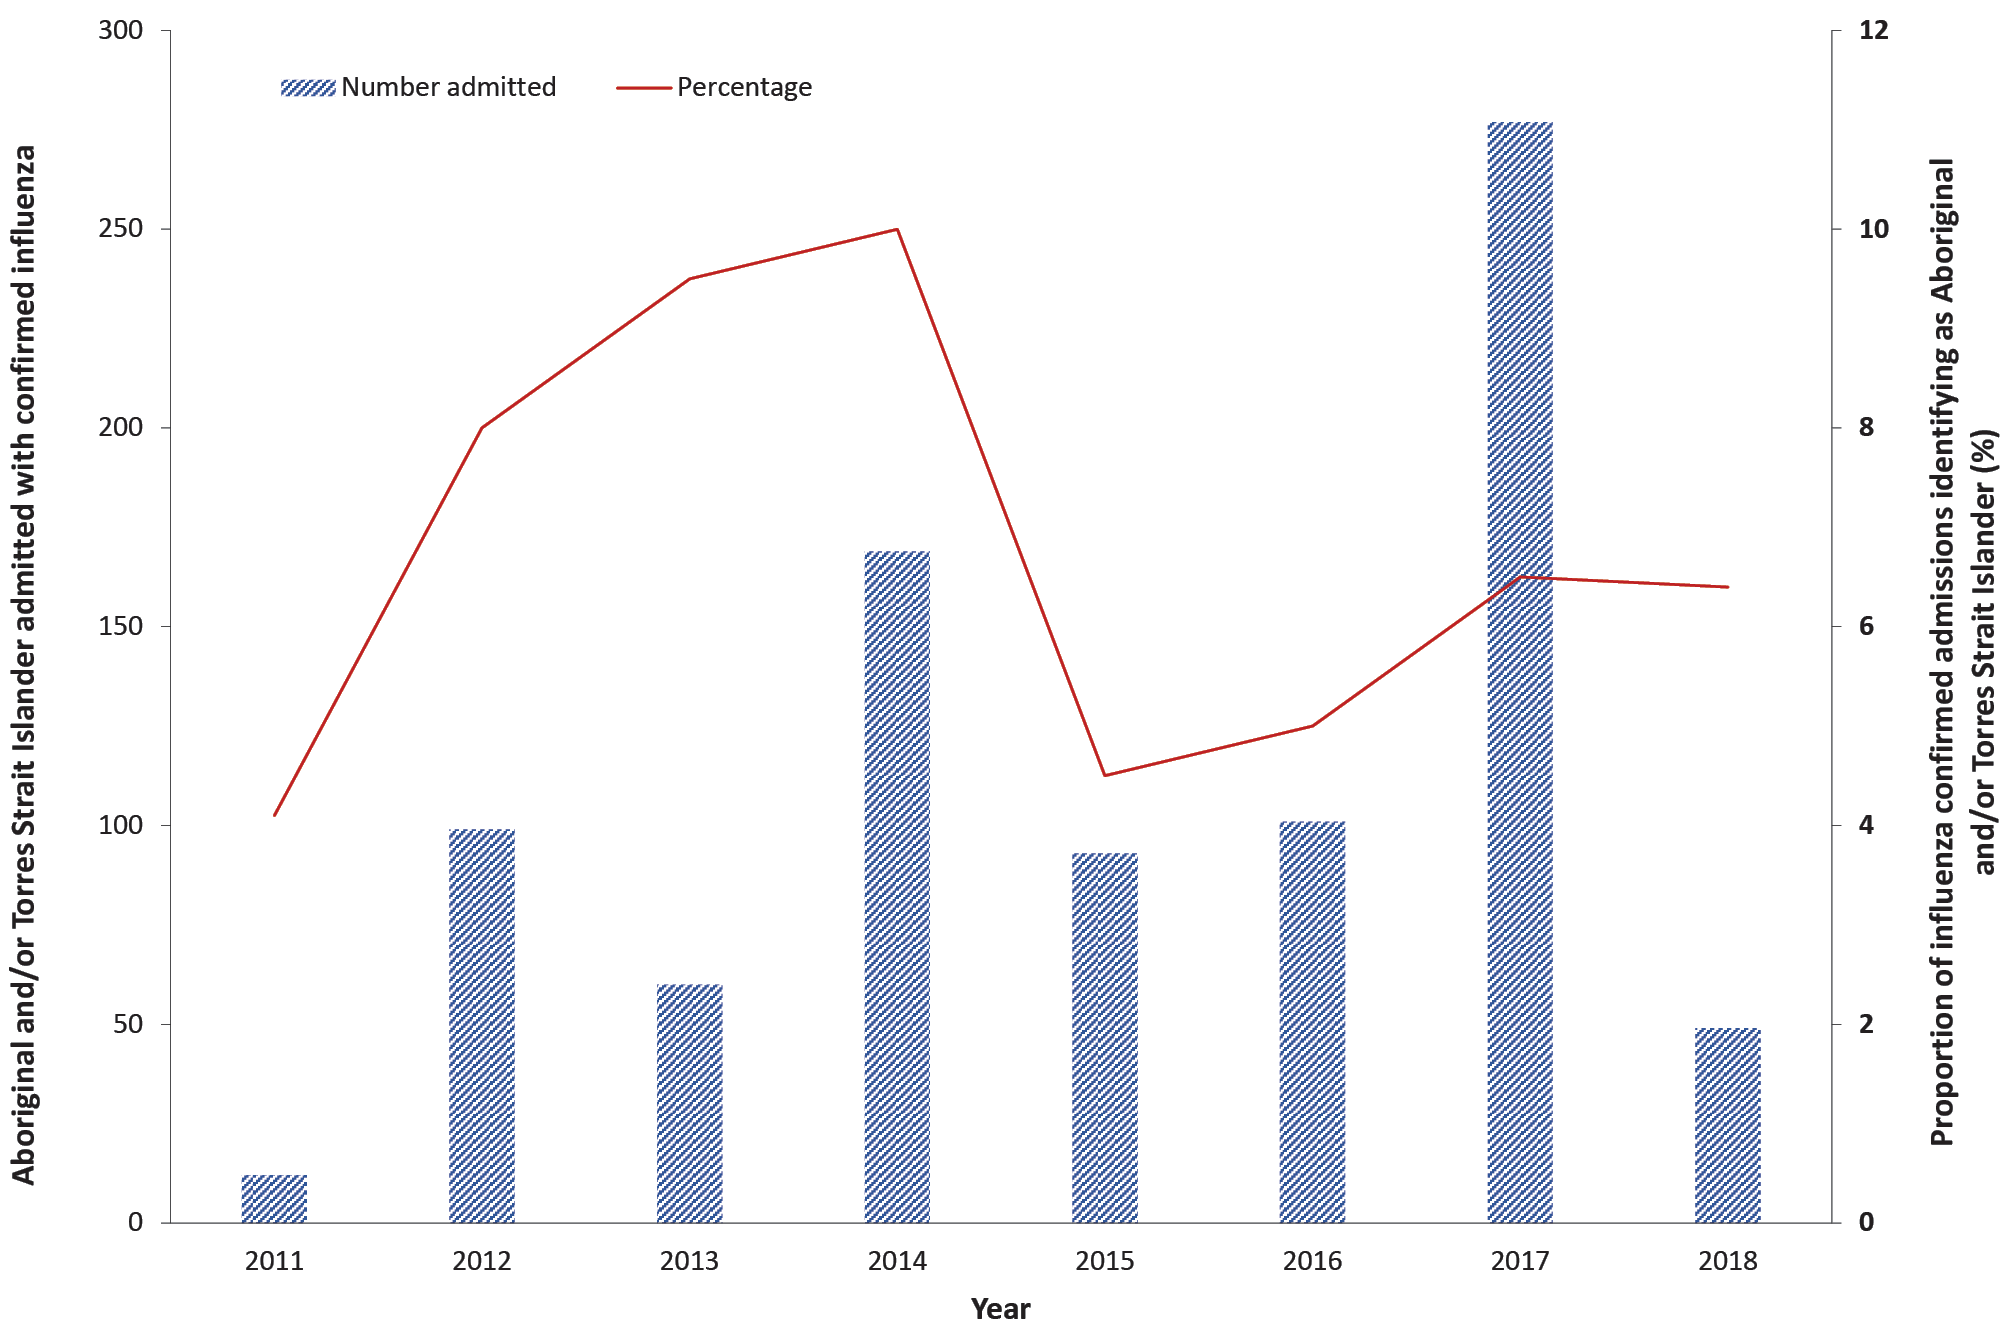 Number admitted
Percentage
Aboriginal and/or Torres Strait Islander admitted with confirmed influenza
300
250
200
150
100
50
0
12
10
8
6
4
2
0
Proportion of influenza confirmed admissions identifying as Aboriginal
and/or Torres Strait Islander (%)
2011 2012 2013 2014 2015 2016 2017 2018
Year